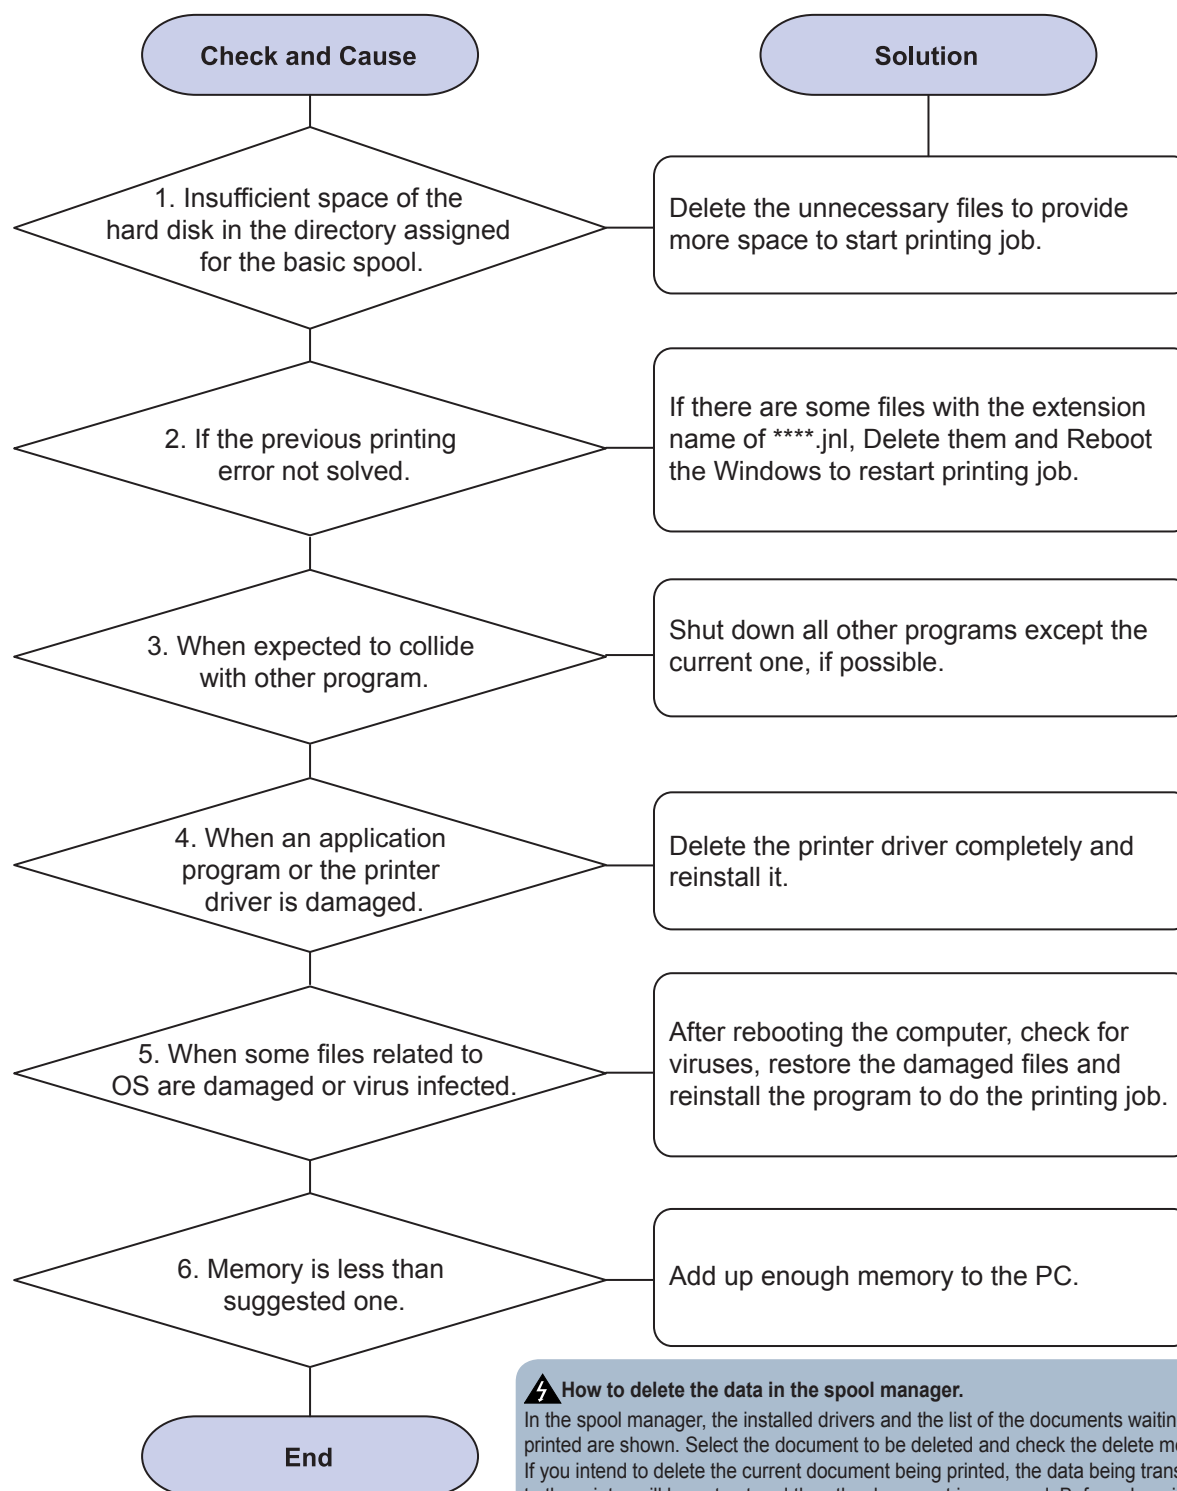 Check and Cause
Solution
1. Insufficient space of the
hard disk in the directory assigned
for the basic spool.
Delete the unnecessary files to provide
more space to start printing job.
2. If the previous printing
error not solved.
If there are some files with the extension
name of ****.jnl, Delete them and Reboot
the Windows to restart printing job.
3. When expected to collide
with other program.
Shut down all other programs except the
current one, if possible.
4. When an application
program or the printer
driver is damaged.
Delete the printer driver completely and
reinstall it.
5. When some files related to
OS are damaged or virus infected.
After rebooting the computer, check for
viruses, restore the damaged files and
reinstall the program to do the printing job.
6. Memory is less than
suggested one.
Add up enough memory to the PC.
How to delete the data in the spool manager.
In the spool manager, the installed drivers and the list of the documents
printed are shown. Select the document to be deleted and check the delete
If you intend to delete the current document being printed, the data being
End